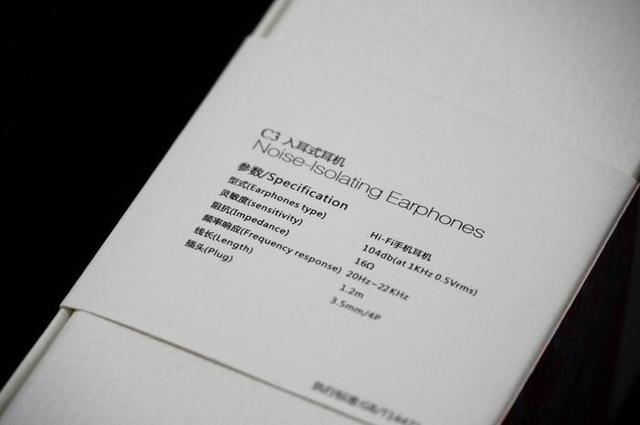 C3 入耳式耳机
Noise-Isolating Earphones
参数/Specification
型式(Earphones type) Hi-Fi手机耳机
灵敏度(sensitivity) 104db(at 1KHz 0.5Vrms)
阻抗(Impedance) 16Ω
频率响应(Frequency response) 20Hz~22KHz
线长(Length) 1.2m
插头(Plug) 3.5mm/4P
执行标准:GB/T